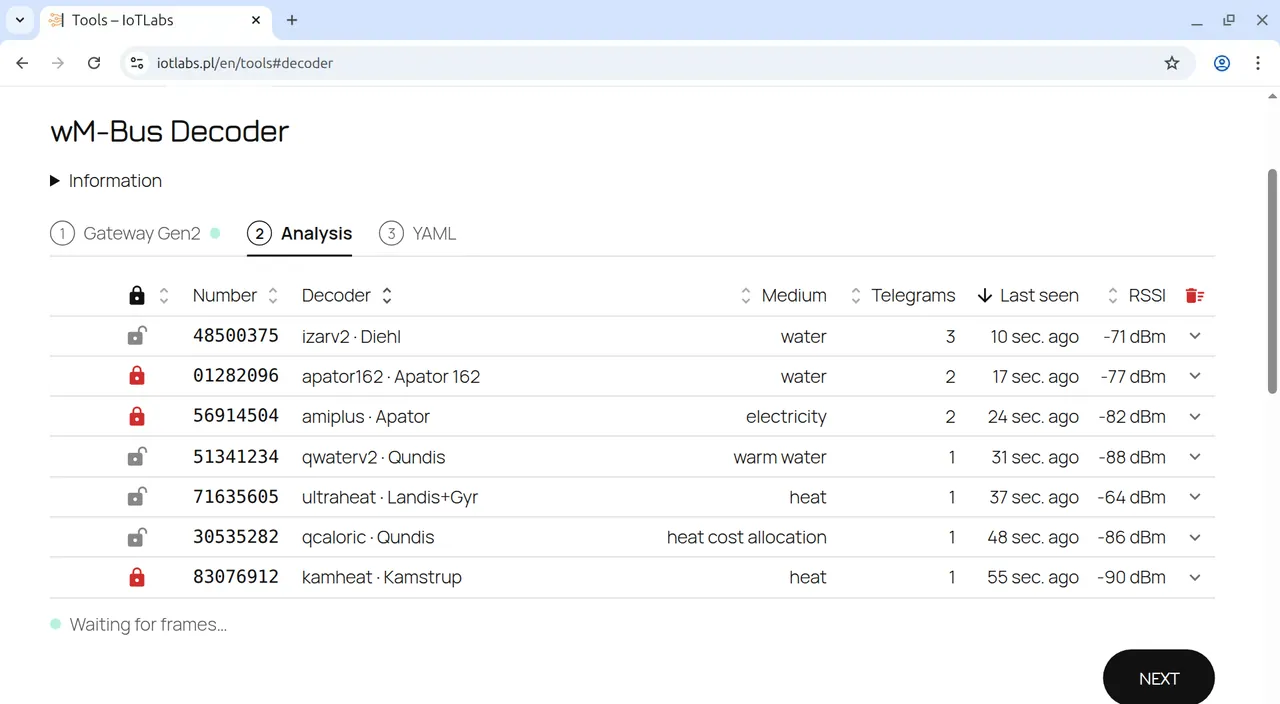 Tools – IoTLabs
iotlabs.pl/en/tools#decoder
wM-Bus Decoder
Information
1 Gateway Gen2 2 Analysis 3 YAML
Number Decoder Medium Telegrams Last seen RSSI
48500375 izarv2 · Diehl water 3 10 sec. ago -71 dBm
01282096 apator162 · Apator 162 water 2 17 sec. ago -77 dBm
56914504 amiplus · Apator electricity 2 24 sec. ago -82 dBm
51341234 qwaterv2 · Qundis warm water 1 31 sec. ago -88 dBm
71635605 ultraheat · Landis+Gyr heat 1 37 sec. ago -64 dBm
30535282 qcaloric · Qundis heat cost allocation 1 48 sec. ago -86 dBm
83076912 kamheat · Kamstrup heat 1 55 sec. ago -90 dBm
Waiting for frames...
NEXT